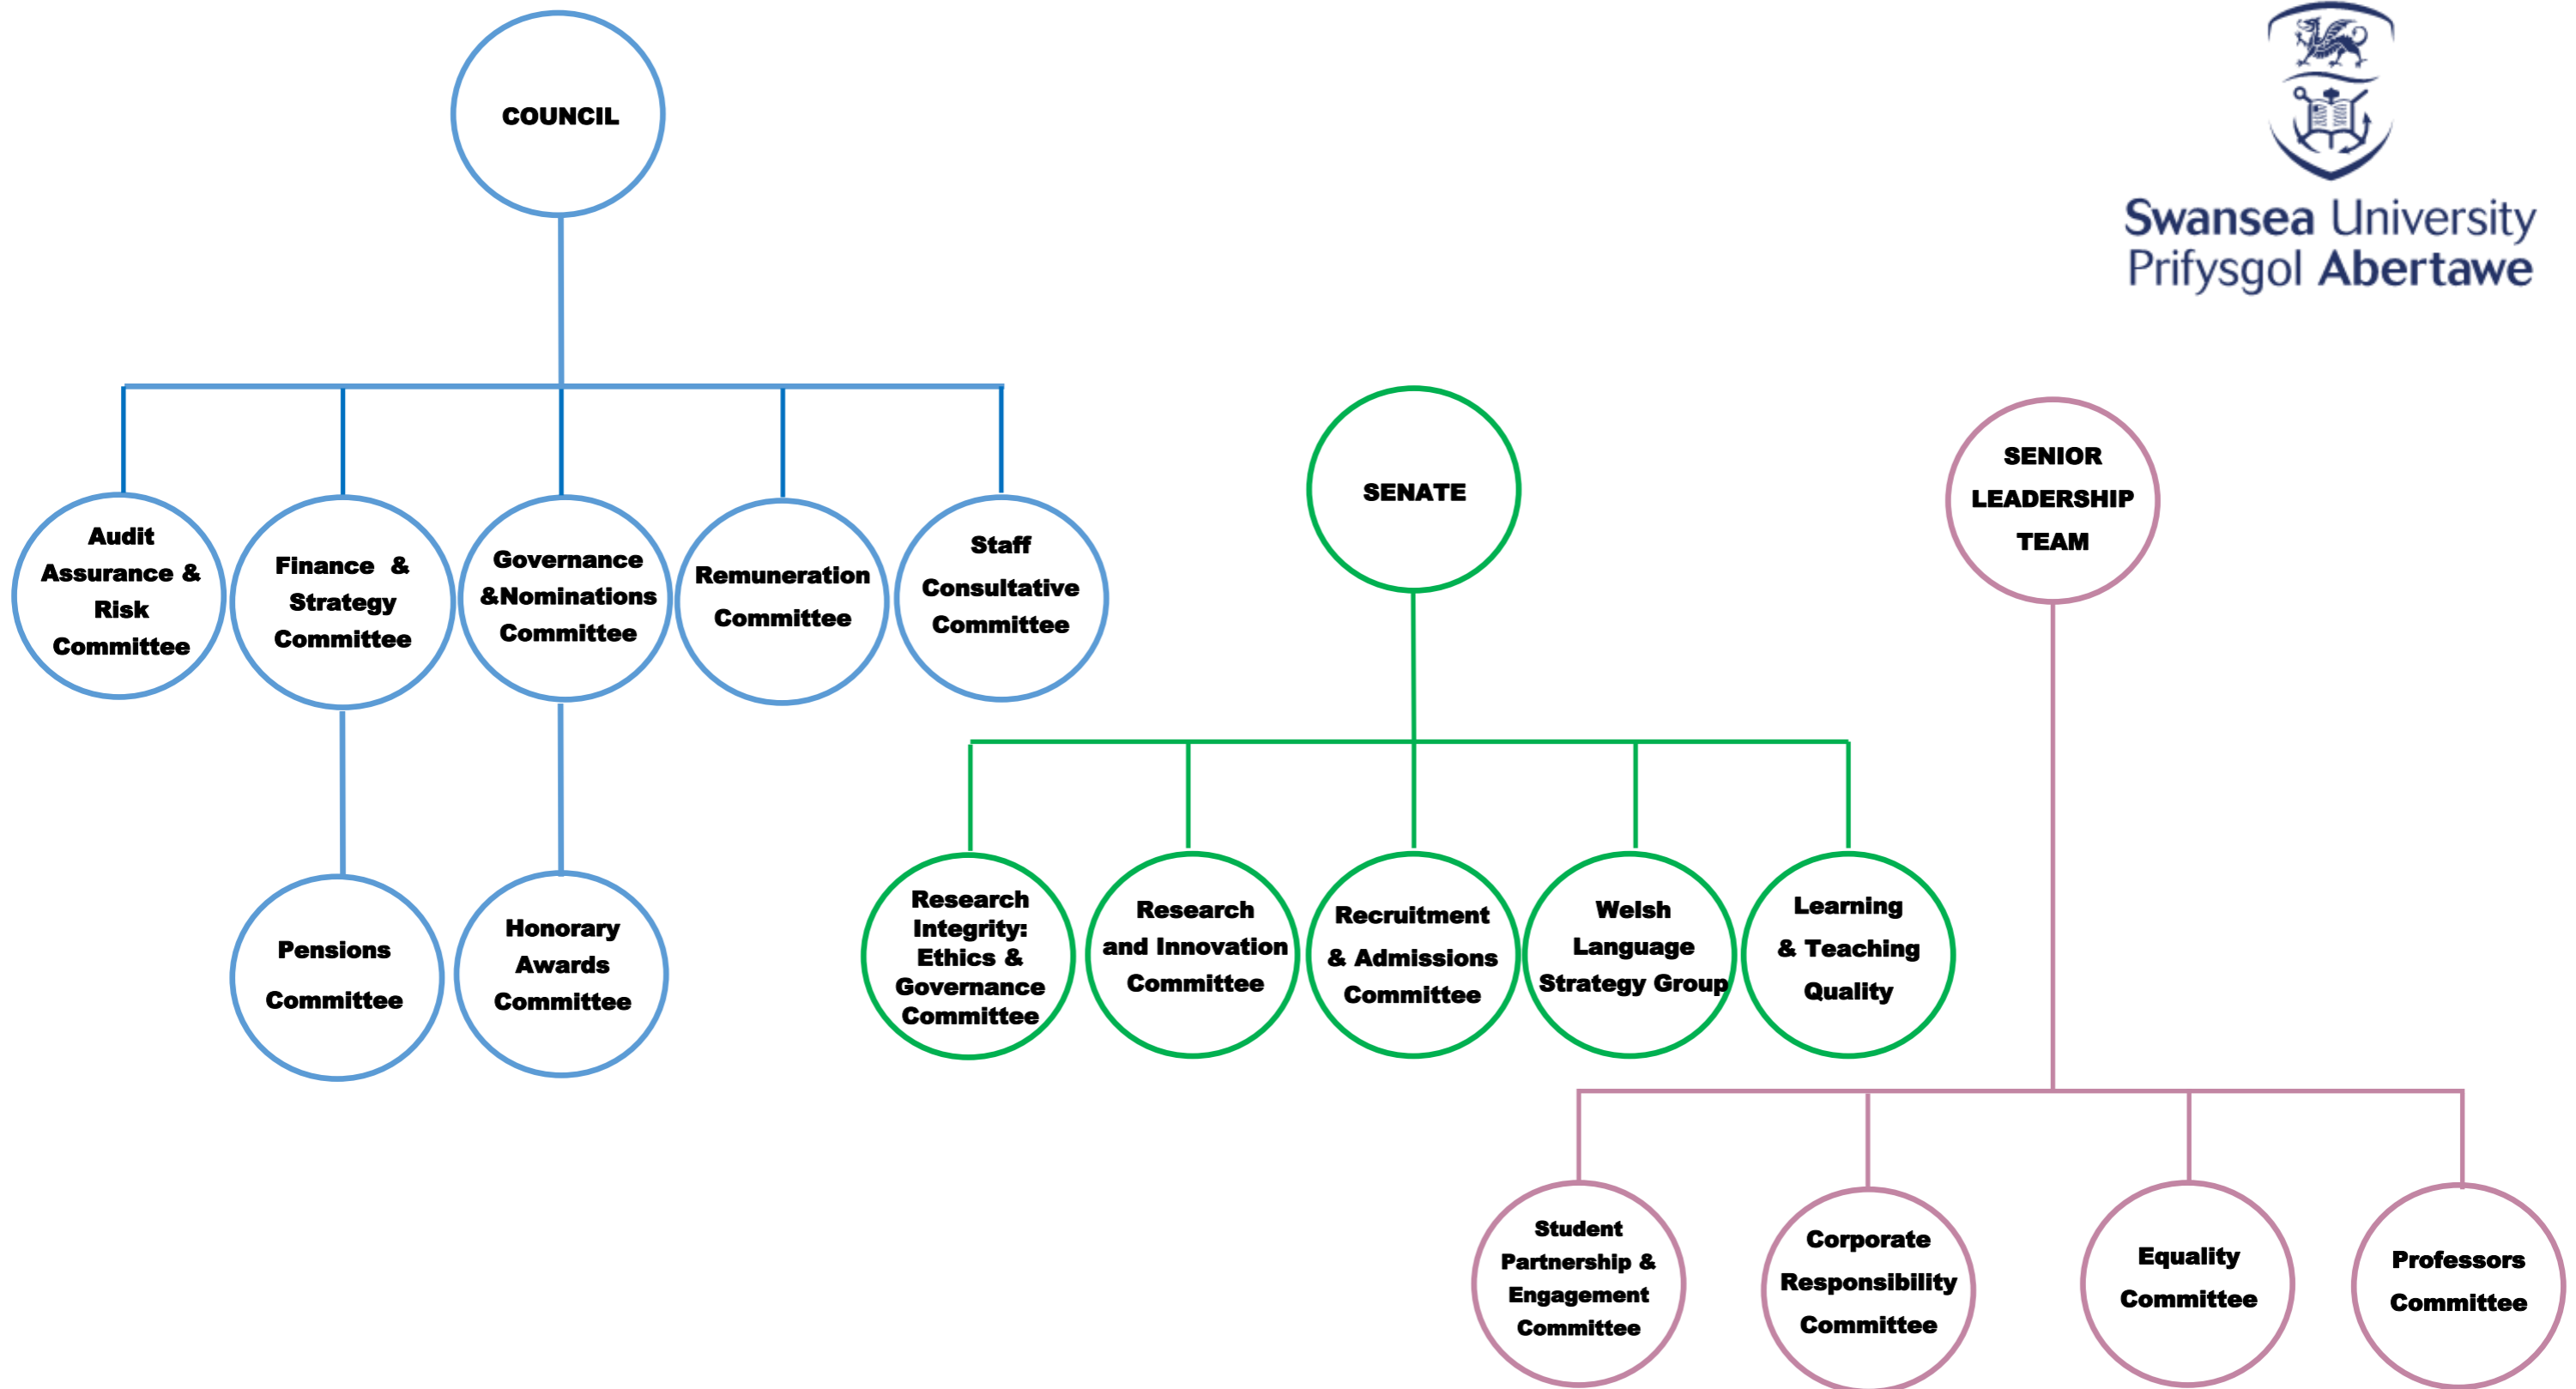 COUNCIL
Swansea University
Prifysgol Abertawe
Audit
Assurance &
Risk
Committee
Finance &
Strategy
Committee
Governance
&Nominations
Committee
Remuneration
Committee
Staff
Consultative
Committee
SENATE
SENIOR
LEADERSHIP
TEAM
Pensions
Committee
Honorary
Awards
Committee
Research
Integrity:
Ethics &
Governance
Committee
Research
and Innovation
Committee
Recruitment
& Admissions
Committee
Welsh
Language
Strategy Group
Learning
& Teaching
Quality
Student
Partnership &
Engagement
Committee
Corporate
Responsibility
Committee
Equality
Committee
Professors
Committee